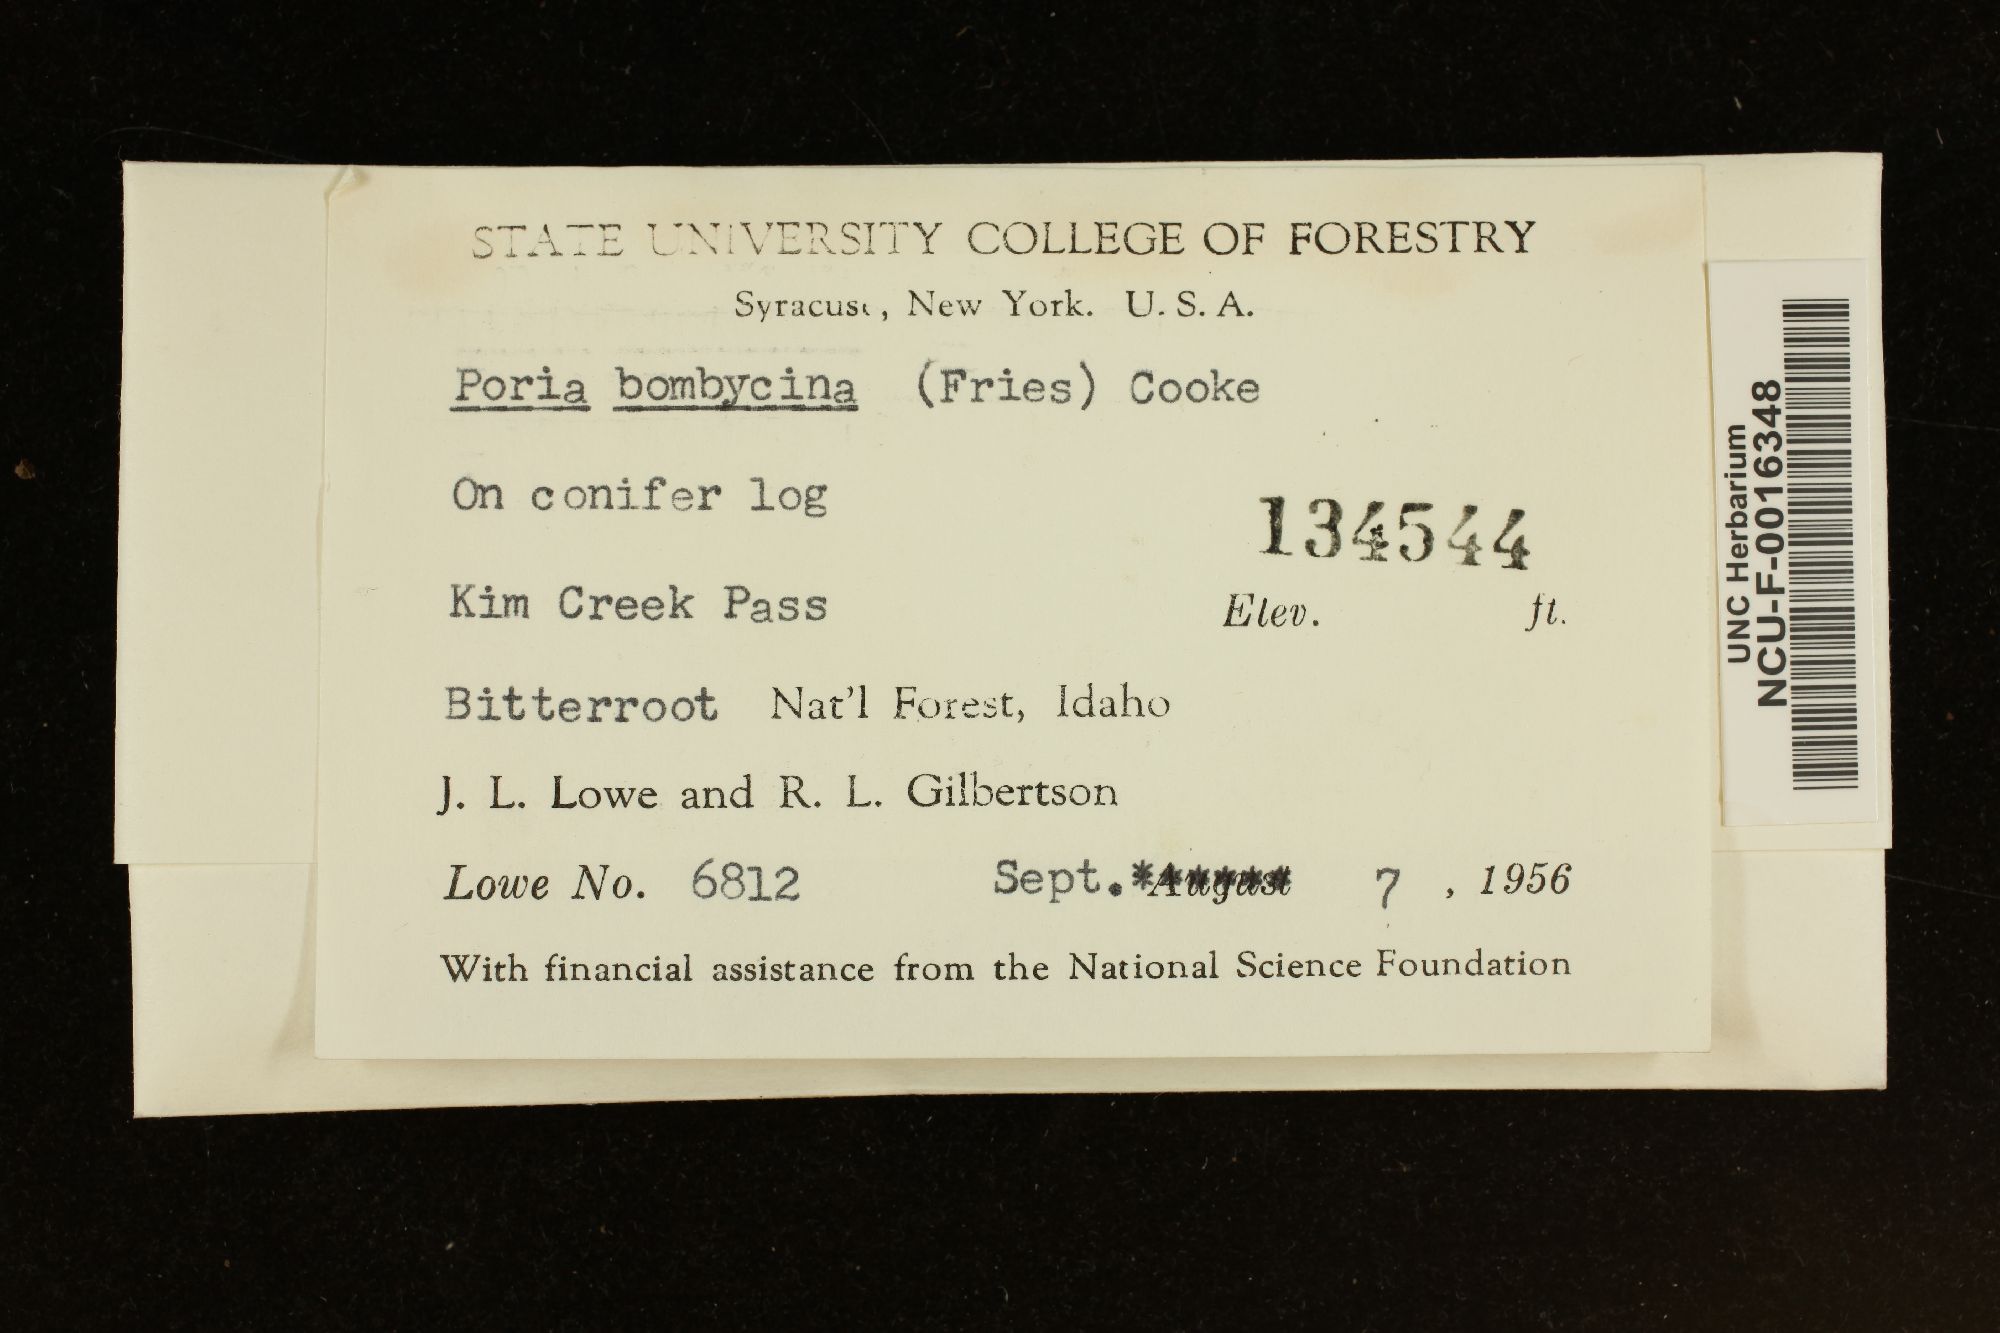 STATE UNIVERSITY COLLEGE OF FORESTRY
Syracuse, New York. U. S. A.
Poria bombycina (Fries) Cooke
On conifer log
134544
Kim Creek Pass Elev. ft.
Bitterroot Nat'l Forest, Idaho
J. L. Lowe and R. L. Gilbertson
Lowe No. 6812 Sept. August 7 , 1956
With financial assistance from the National Science Foundation
UNC Herbarium
NCU-F-0016348